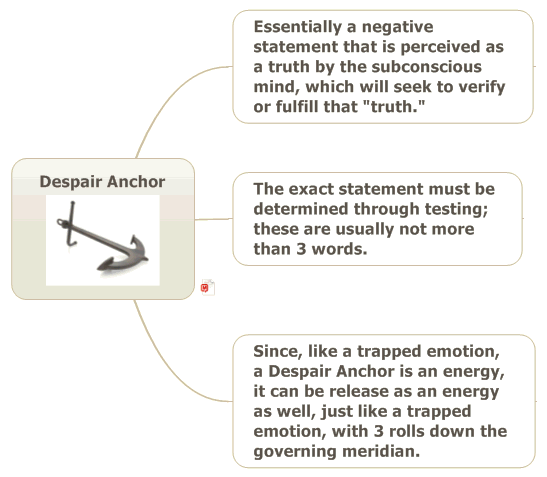 Essentially a negative
statement that is perceived as
a truth by the subconscious
mind, which will seek to verify
or fulfill that "truth."
Despair Anchor
The exact statement must be
determined through testing;
these are usually not more
than 3 words.
Since, like a trapped emotion,
a Despair Anchor is an energy,
it can be release as an energy
as well, just like a trapped
emotion, with 3 rolls down the
governing meridian.